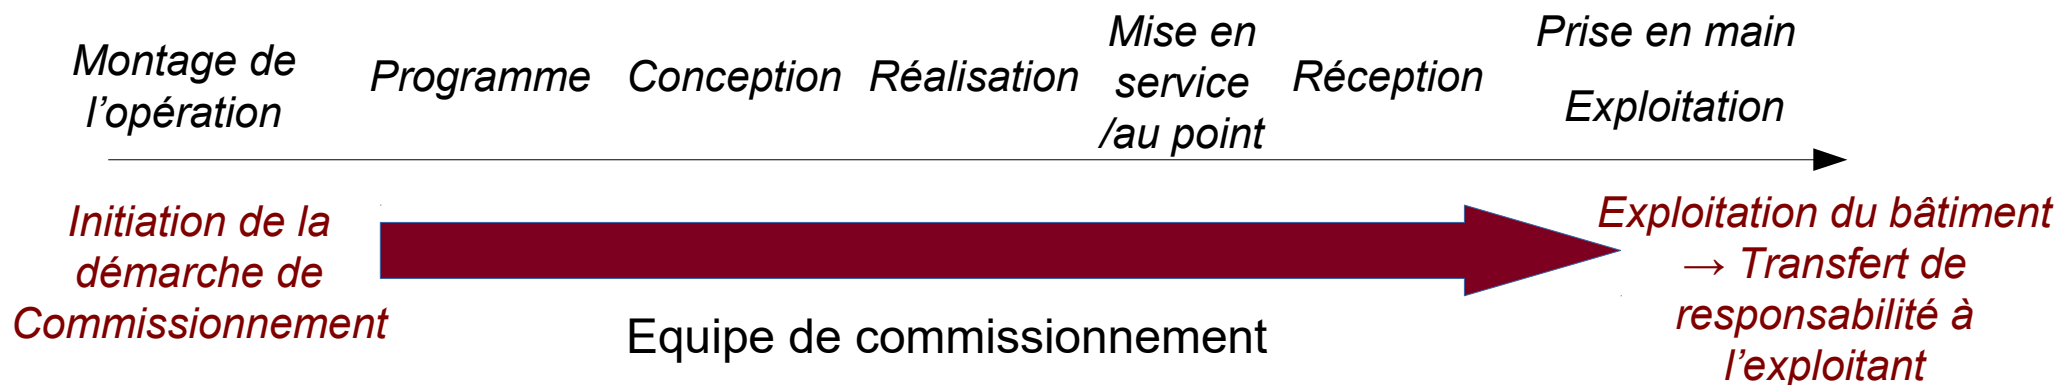 Montage de
l’opération
Programme
Conception
Réalisation
Mise en
service
/au point
Réception
Prise en main
Exploitation
Initiation de la
démarche de
Commissionnement
Equipe de commissionnement
Exploitation du bâtiment
→ Transfert de
responsabilité à
l’exploitant